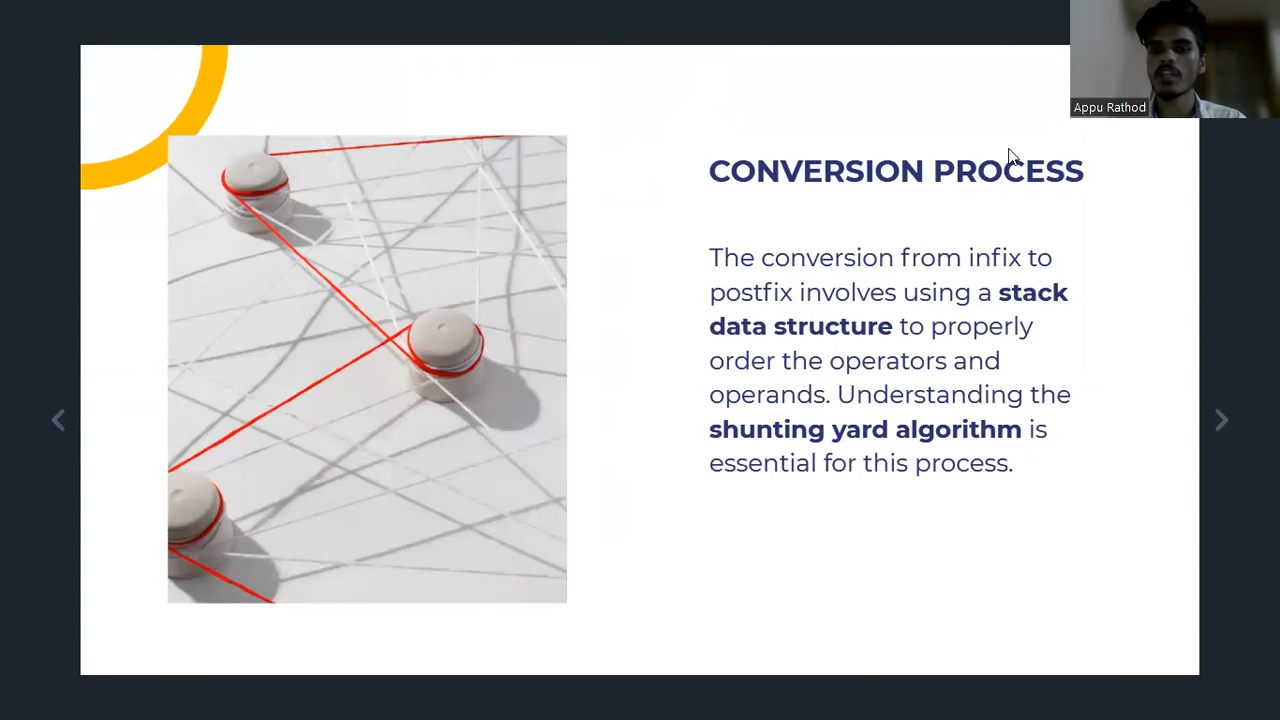 Appu Rathod
CONVERSION PROCESS
The conversion from infix to
postfix involves using a stack
data structure to properly
order the operators and
operands. Understanding the
shunting yard algorithm is
essential for this process.